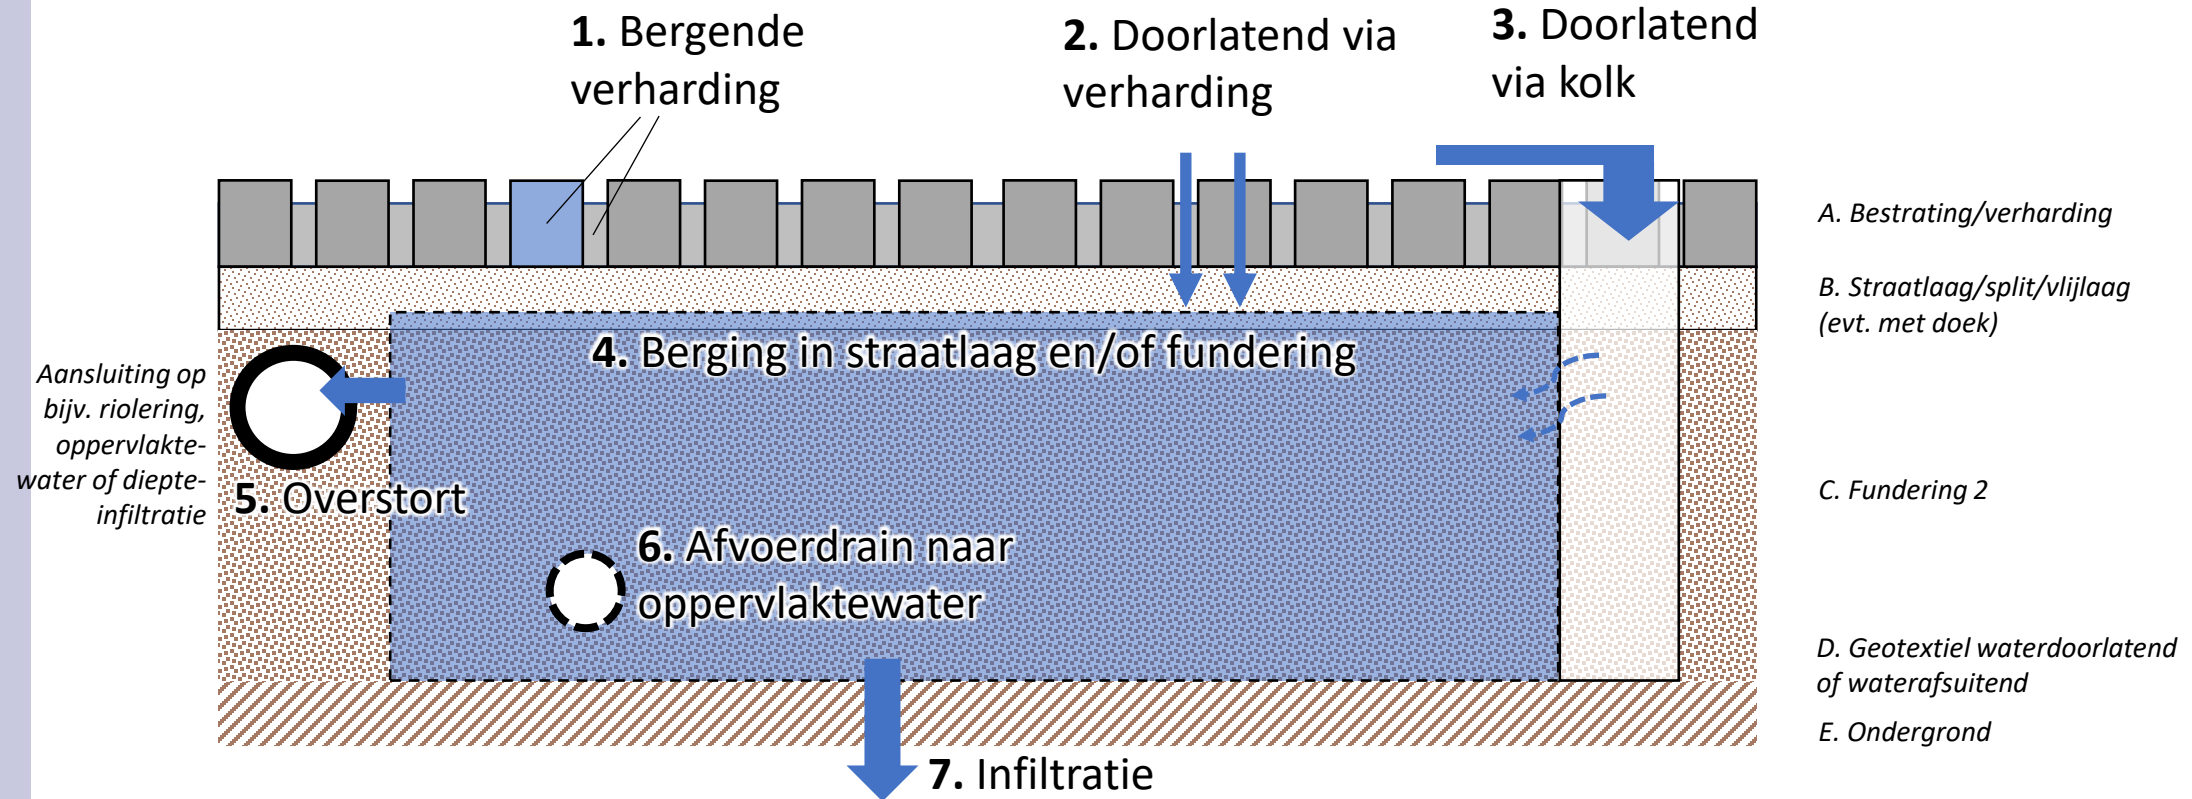 1. Bergende
verharding
2. Doorlatend via
verharding
3. Doorlatend
via kolk
A. Bestrating/verharding
B. Straatlaag/split/vlijlaag
(evt. met doek)
4. Berging in straatlaag en/of fundering
Aansluiting op
bijv. riolering,
oppervlakte-
water of diepte-
infiltratie
5. Overstort
C. Fundering 2
6. Afvoerdrain naar
oppervlaktewater
D. Geotextiel waterdoorlatend
of waterafsuitend
E. Ondergrond
7. Infiltratie